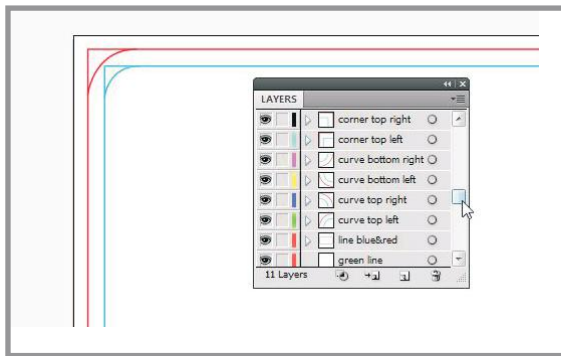 LAYERS
corner top right
corner top left
curve bottom right
curve bottom left
curve top right
curve top left
line blue&red
green line
11 Layers